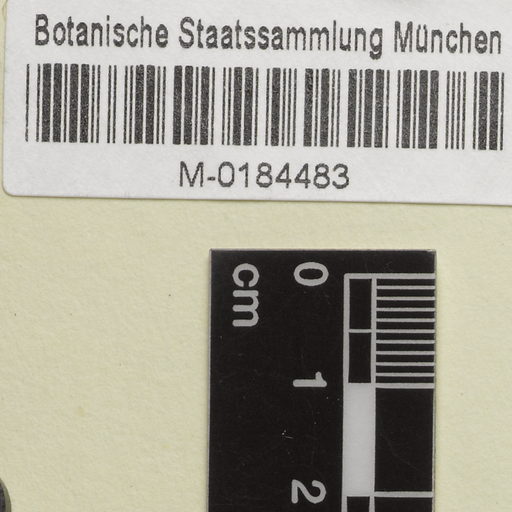 Botanische Staatssammlung München
M-0184483
cm
0
1
2